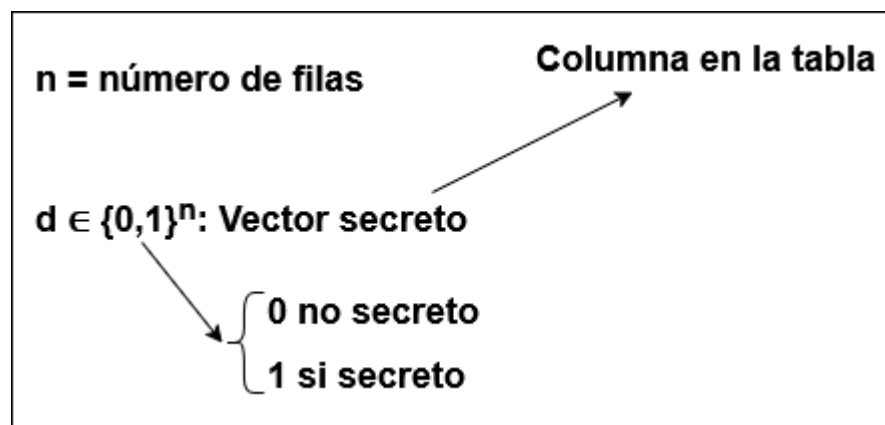 n = número de filas
Columna en la tabla
d ∈ {0,1}ⁿ: Vector secreto
0 no secreto
1 si secreto